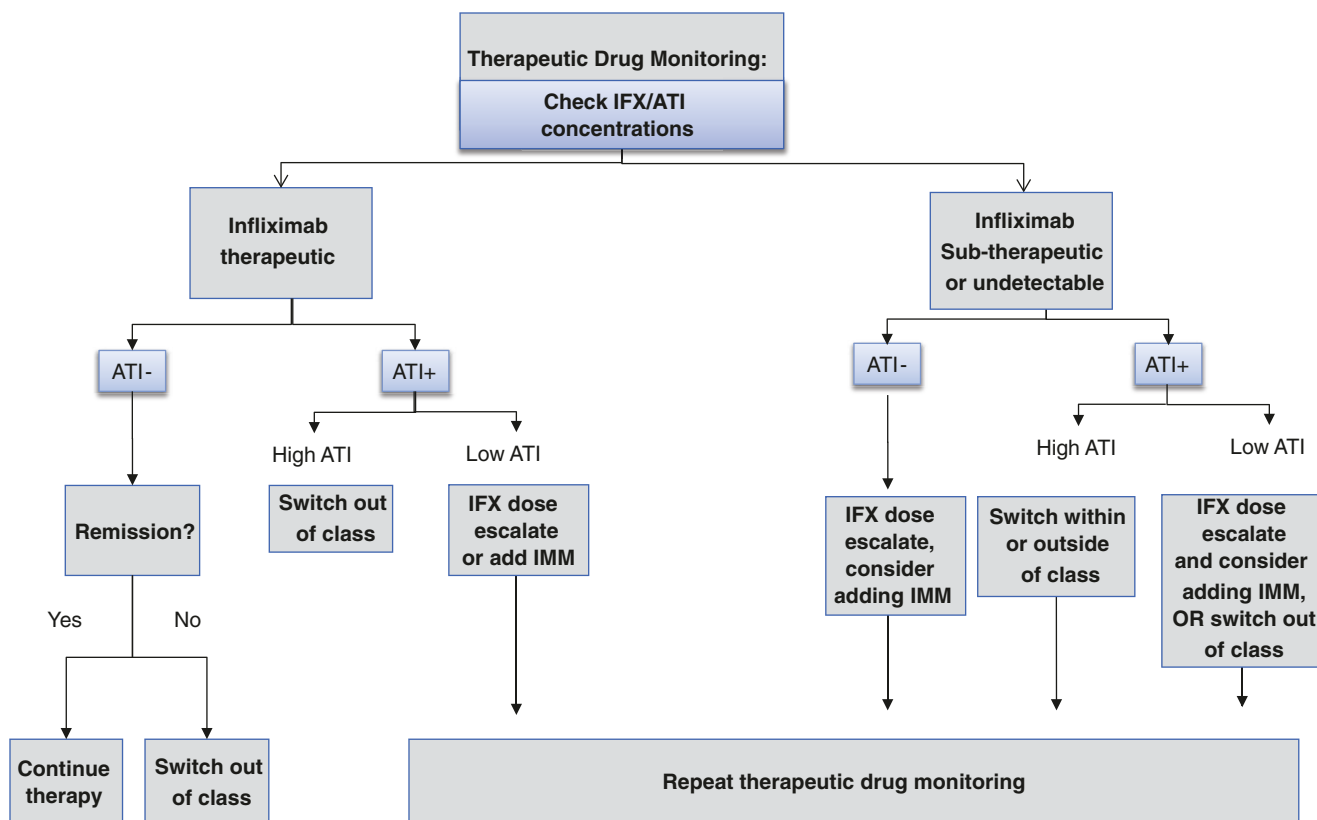 Therapeutic Drug Monitoring:
Check IFX/ATI
concentrations
Infliximab
therapeutic
Infliximab
Sub-therapeutic
or undetectable
ATI-
ATI+
ATI-
ATI+
High ATI
Low ATI
High ATI
Low ATI
Remission?
Switch out
of class
IFX dose
escalate
or add IMM
IFX dose
escalate,
consider
adding IMM
Switch within
or outside
of class
IFX dose
escalate
and consider
adding IMM,
OR switch out
of class
Yes
No
Continue
therapy
Switch out
of class
Repeat therapeutic drug monitoring